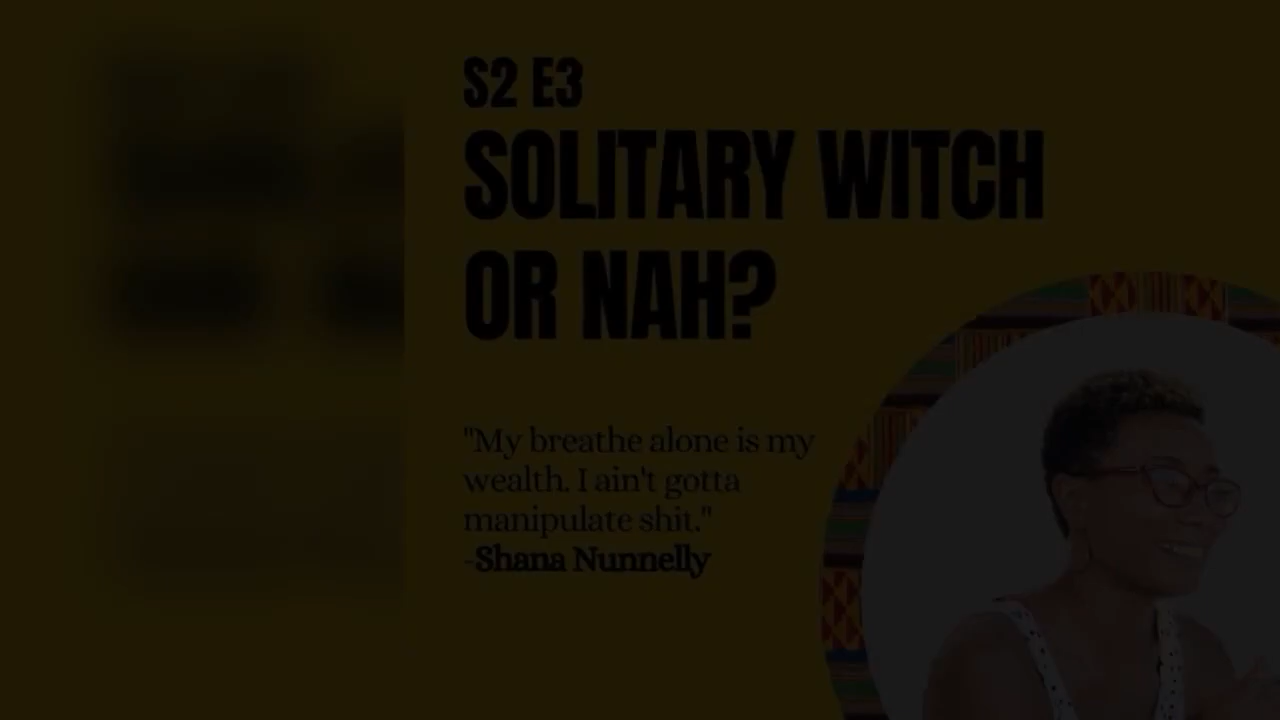 S2 E3
SOLITARY WITCH
OR NAH?
"My breathe alone is my
wealth. I ain't gotta
manipulate shit."
-Shana Nunnelly